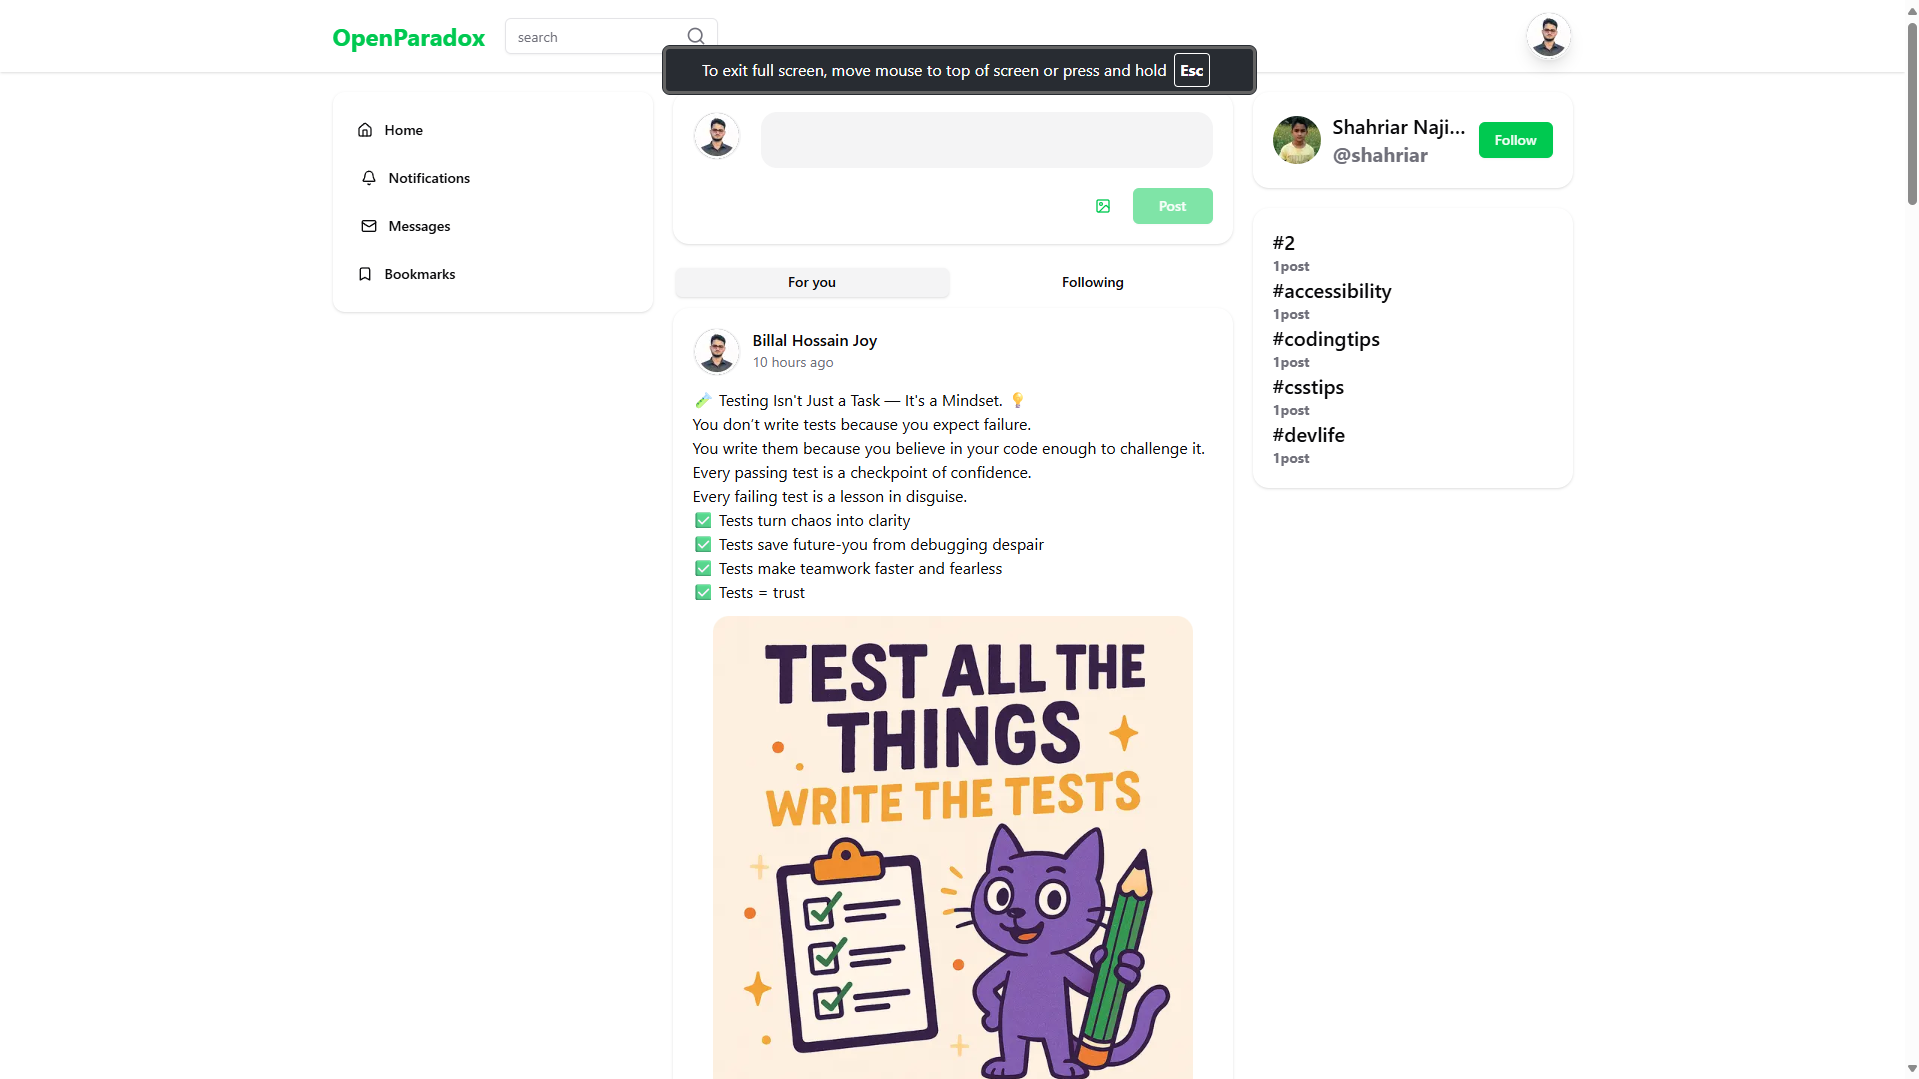 OpenParadox
search
To exit full screen, move mouse to top of screen or press and hold Esc
Home
Notifications
Messages
Bookmarks
Post
For you
Following
Billal Hossain Joy
10 hours ago
🧪 Testing Isn't Just a Task — It's a Mindset. 💡
You don’t write tests because you expect failure.
You write them because you believe in your code enough to challenge it.
Every passing test is a checkpoint of confidence.
Every failing test is a lesson in disguise.
✅ Tests turn chaos into clarity
✅ Tests save future-you from debugging despair
✅ Tests make teamwork faster and fearless
✅ Tests = trust
TEST ALL THE
THINGS
WRITE THE TESTS
Shahriar Naji...
@shahriar
Follow
#2
1post
#accessibility
1post
#codingtips
1post
#csstips
1post
#devlife
1post